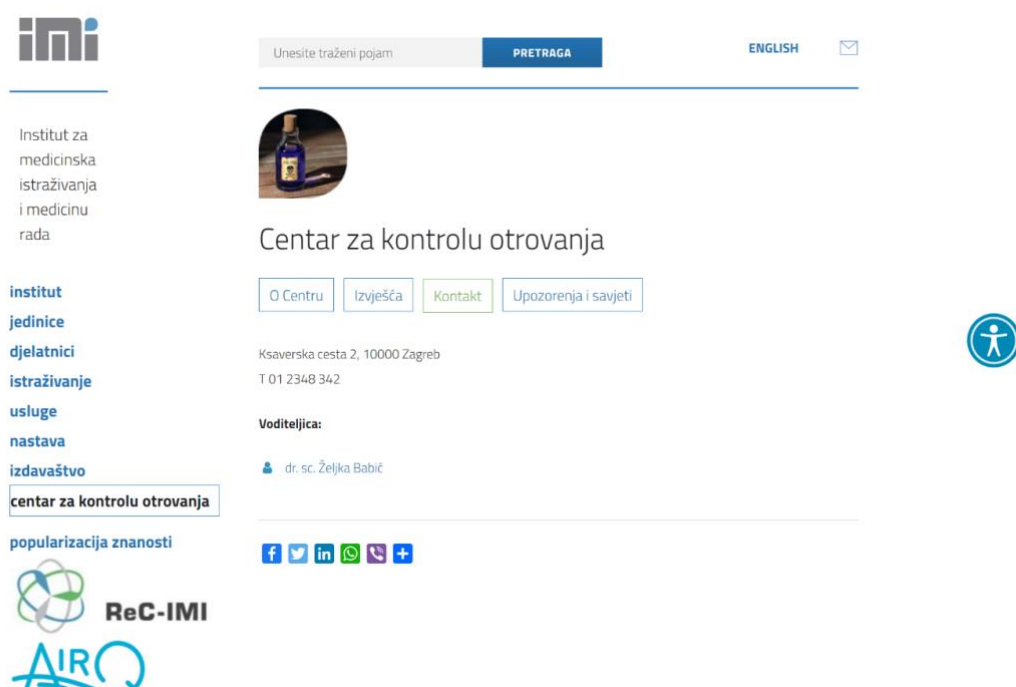 imi
Unesite traženi pojam
PRETRAGA
ENGLISH
Institut za
medicinska
istraživanja
i medicinu
rada
institut
jedinice
djelatnici
istraživanje
usluge
nastava
izdavaštvo
centar za kontrolu otrovanja
popularizacija znanosti
ReC-IMI
AIRQ
Centar za kontrolu otrovanja
O Centru
Izvješća
Kontakt
Upozorenja i savjeti
Ksaverska cesta 2, 10000 Zagreb
T 01 2348 342
Voditeljica:
dr. sc. Željka Babić